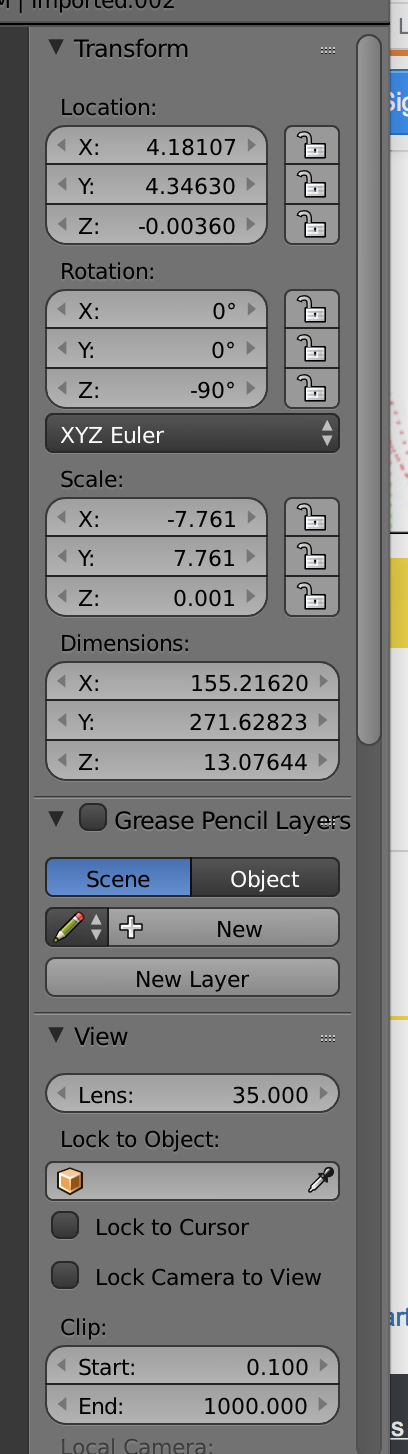 Imported.002
Transform
Location:
X: 4.18107
Y: 4.34630
Z: -0.00360
Rotation:
X: 0°
Y: 0°
Z: -90°
XYZ Euler
Scale:
X: -7.761
Y: 7.761
Z: 0.001
Dimensions:
X: 155.21620
Y: 271.62823
Z: 13.07644
Grease Pencil Layers
Scene Object
New
New Layer
View
Lens: 35.000
Lock to Object:
Lock to Cursor
Lock Camera to View
Clip:
Start: 0.100
End: 1000.000
Local Camera: